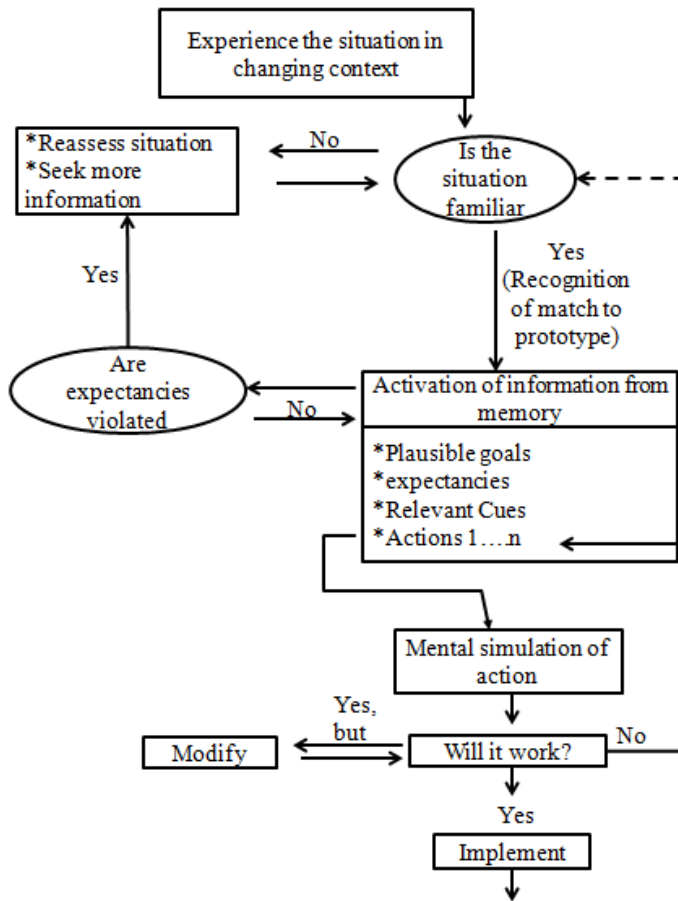 Experience the situation in
changing context
No
*Reassess situation
*Seek more
information
Is the
situation
familiar
Yes
Yes
(Recognition
of match to
prototype)
Are
expectancies
violated
No
Activation of information from
memory
*Plausible goals
*expectancies
*Relevant Cues
*Actions 1....n
Mental simulation of
action
Yes,
but
Modify
Will it work?
No
Yes
Implement